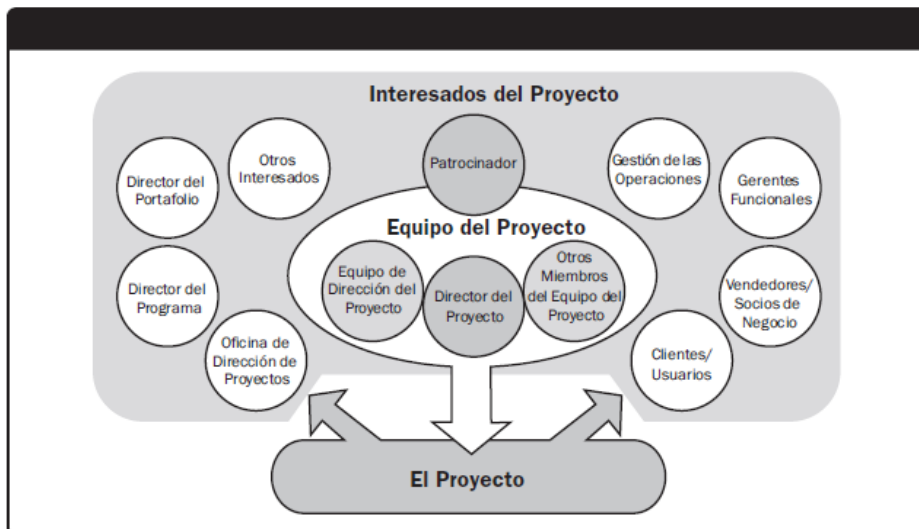 Interesados del Proyecto
Otros
Interesados
Patrocinador
Gestión de las
Operaciones
Director del
Portafolio
Gerentes
Funcionales
Equipo del Proyecto
Equipo de
Dirección del
Proyecto
Director del
Proyecto
Otros
Miembros
del Equipo del
Proyecto
Director del
Programa
Vendedores/
Socios de
Negocio
Oficina de
Dirección de
Proyectos
Clientes/
Usuarios
El Proyecto